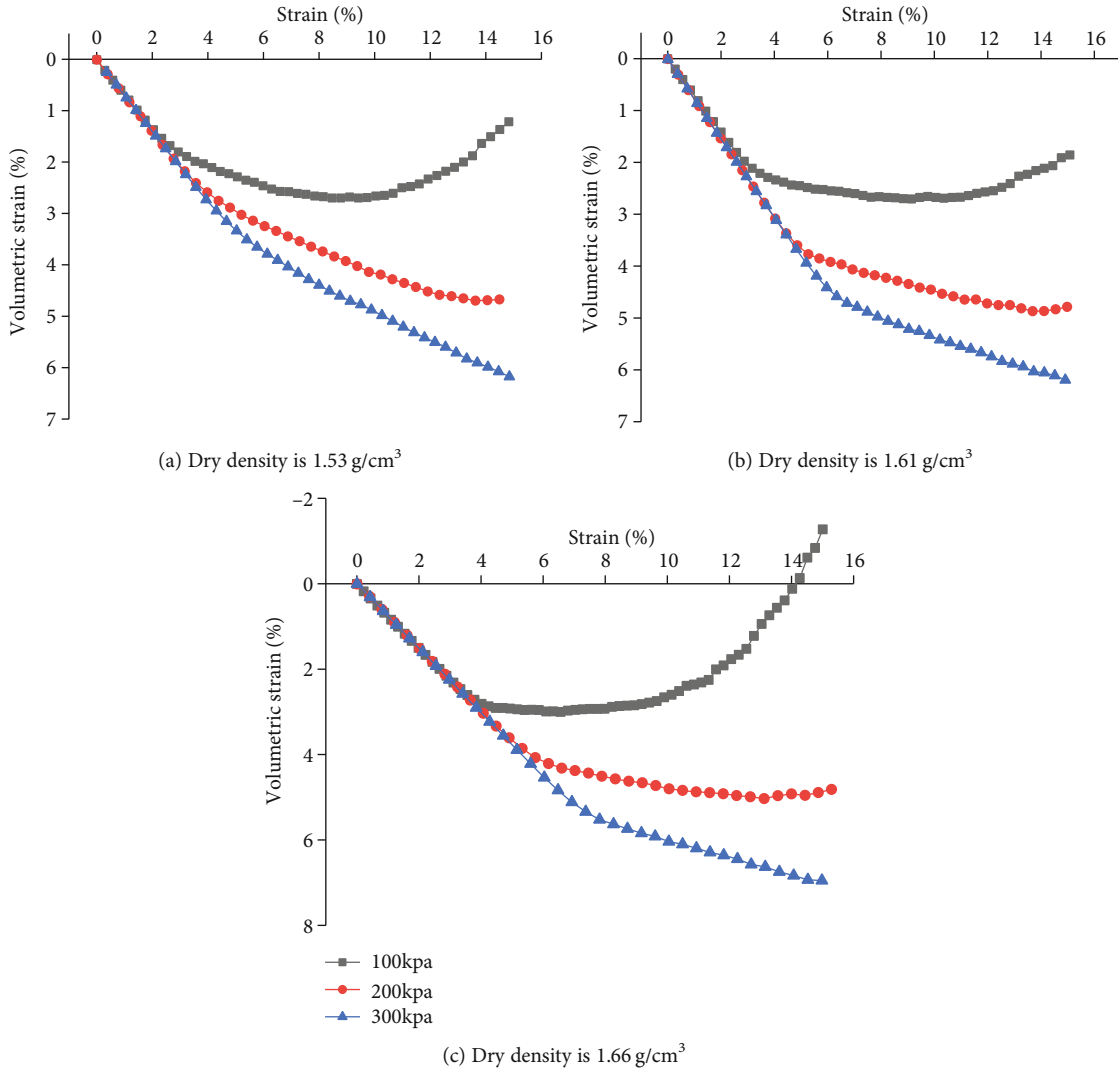 Strain (%)
0 2 4 6 8 10 12 14 16
0
1
2
3
4
5
6
7
Volumetric strain (%)
(a) Dry density is 1.53 g/cm³
Strain (%)
0 2 4 6 8 10 12 14 16
0
1
2
3
4
5
6
7
Volumetric strain (%)
(b) Dry density is 1.61 g/cm³
−2
Strain (%)
0 2 4 6 8 10 12 14 16
0
2
4
6
8
Volumetric strain (%)
100kpa
200kpa
300kpa
(c) Dry density is 1.66 g/cm³